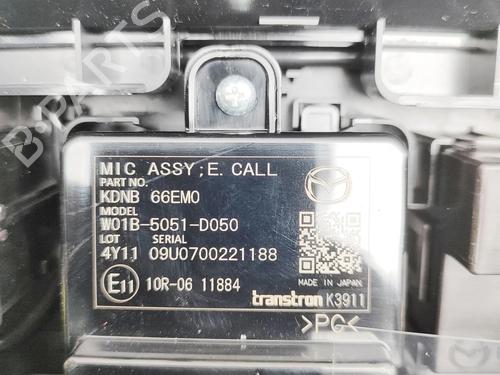 B-PARTS
MIC ASSY;E. CALL
PART NO.
KDNB 66EM0
MODEL
W01B-5051-D050
LOT SERIAL
4Y11 09U0700221188
E11 10R-06 11884
MADE IN JAPAN
transtron K3911
>PG<